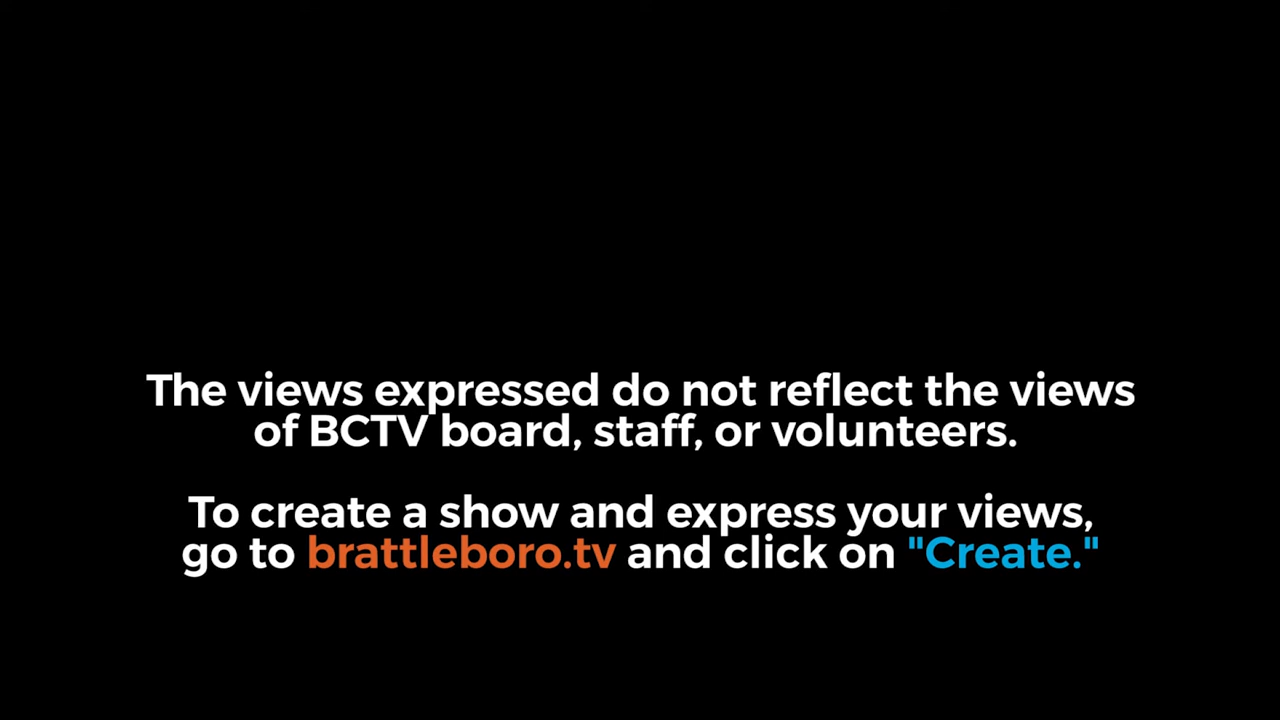 The views expressed do not reflect the views
of BCTV board, staff, or volunteers.
To create a show and express your views,
go to brattleboro.tv and click on "Create."